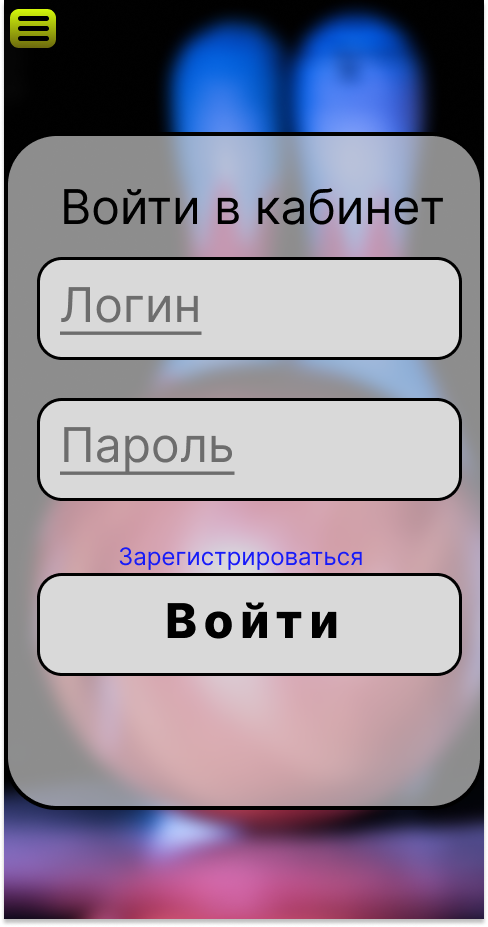 Войти в кабинет
Логин
Пароль
Зарегистрироваться
Войти